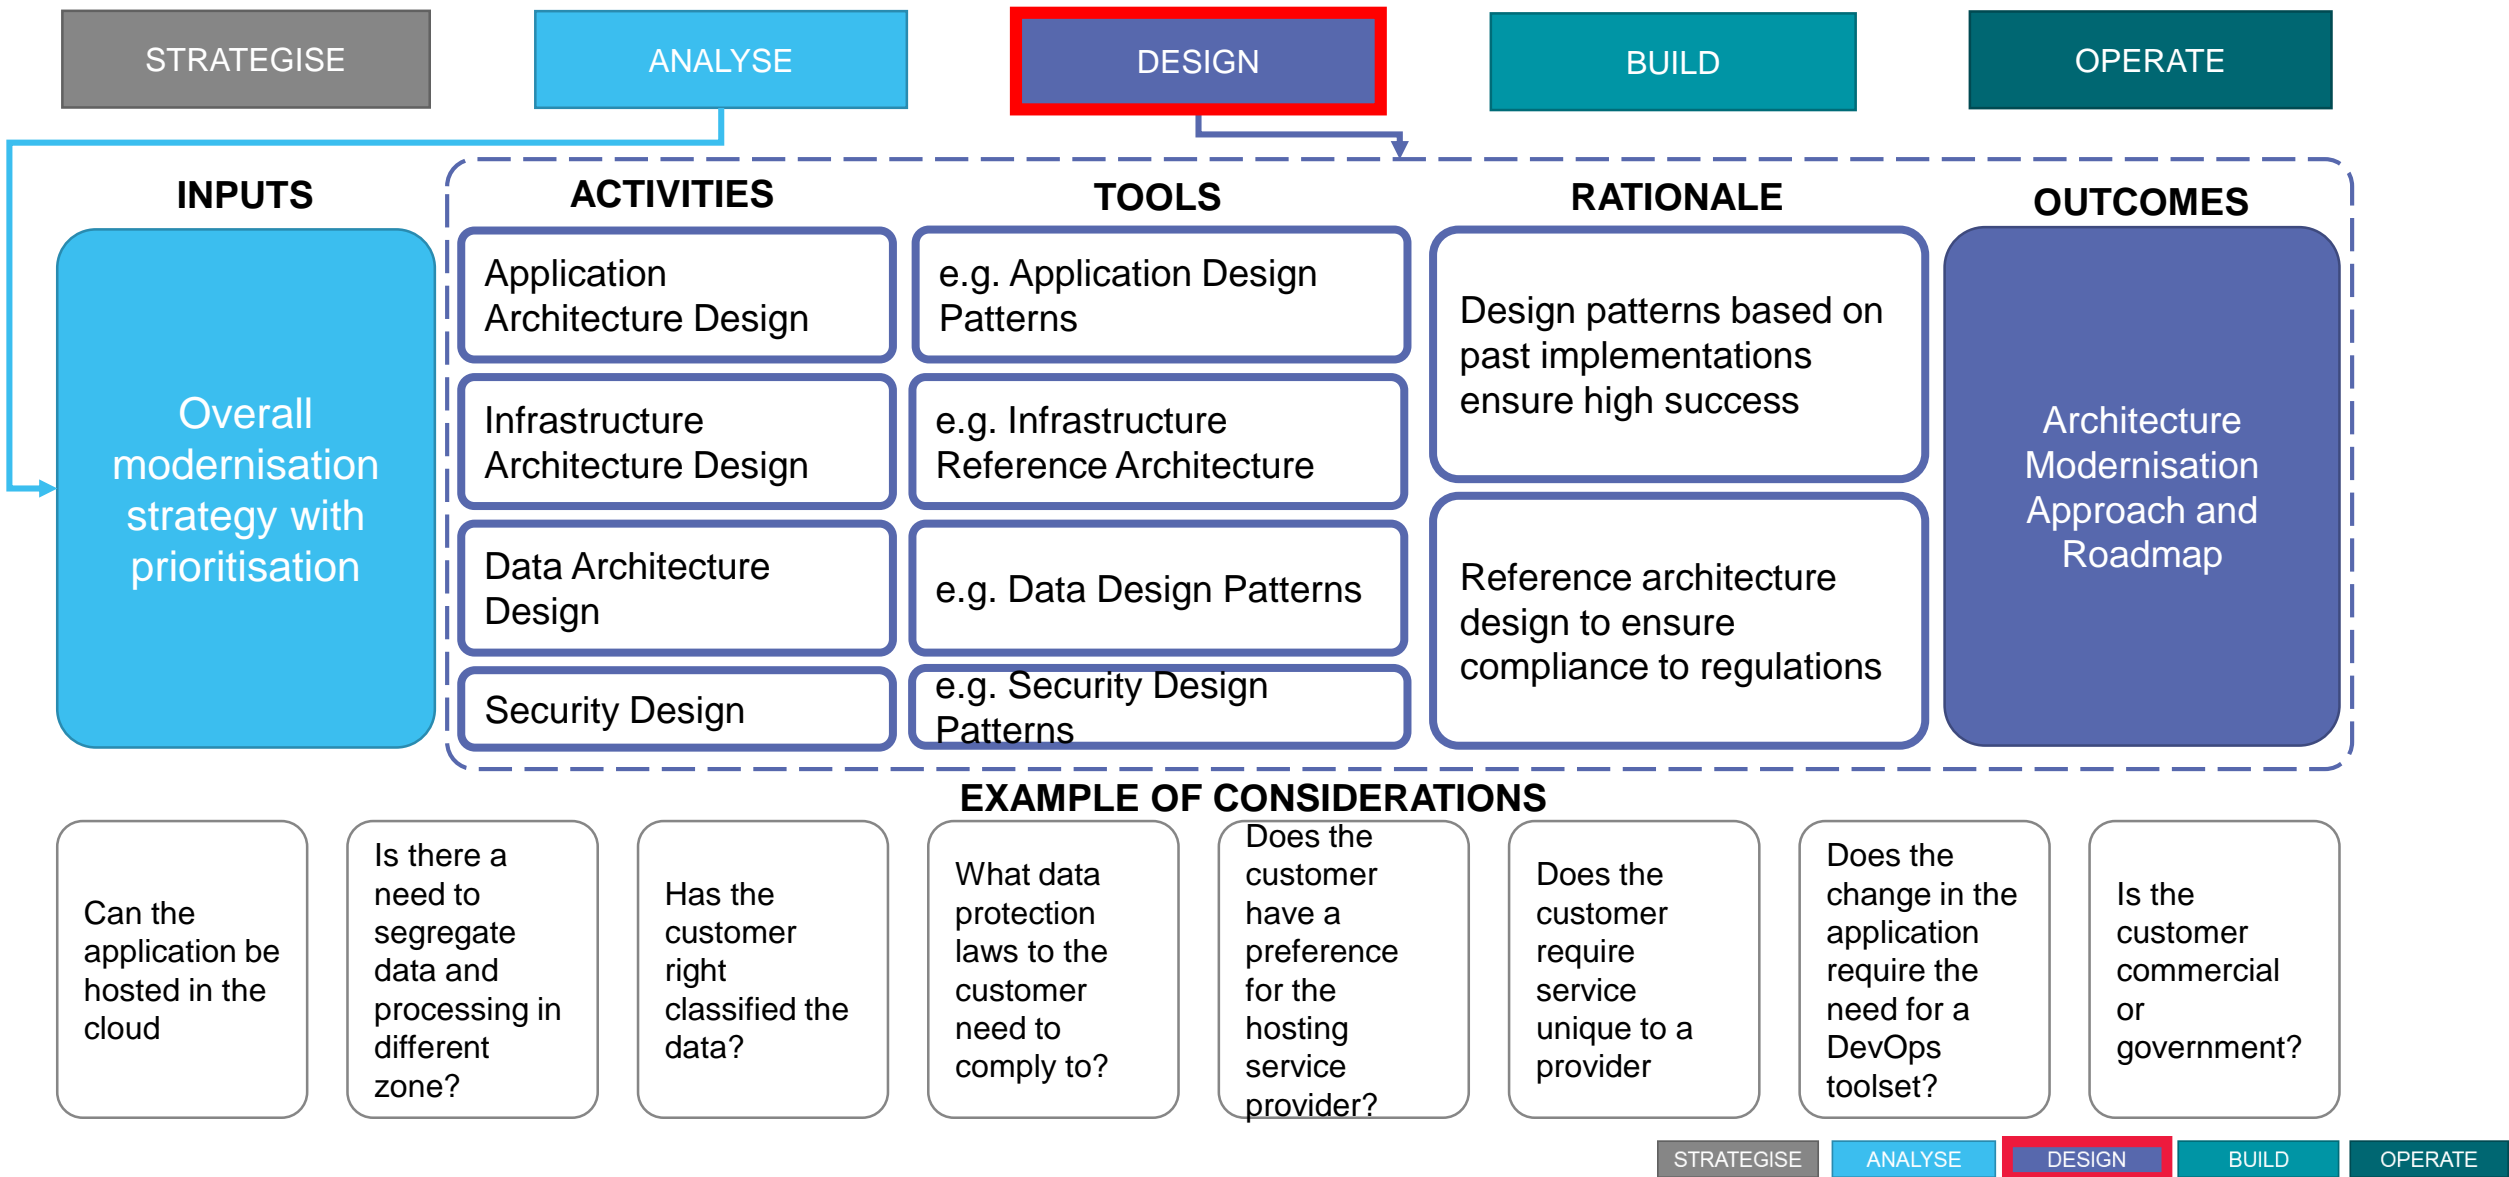 STRATEGISE
ANALYSE
DESIGN
BUILD
OPERATE
INPUTS
Overall
modernisation
strategy with
prioritisation
ACTIVITIES
Application
Architecture Design
Infrastructure
Architecture Design
Data Architecture
Design
Security Design
TOOLS
e.g. Application Design
Patterns
e.g. Infrastructure
Reference Architecture
e.g. Data Design Patterns
e.g. Security Design
Patterns
RATIONALE
Design patterns based on
past implementations
ensure high success
Reference architecture
design to ensure
compliance to regulations
OUTCOMES
Architecture
Modernisation
Approach and
Roadmap
EXAMPLE OF CONSIDERATIONS
Can the
application be
hosted in the
cloud
Is there a
need to
segregate
data and
processing in
different
zone?
Has the
customer
right
classified the
data?
What data
protection
laws to the
customer
need to
comply to?
Does the
customer
have a
preference
for the
hosting
service
provider?
Does the
customer
require
service
unique to a
provider
Does the
change in the
application
require the
need for a
DevOps
toolset?
Is the
customer
commercial
or
government?
STRATEGISE
ANALYSE
DESIGN
BUILD
OPERATE